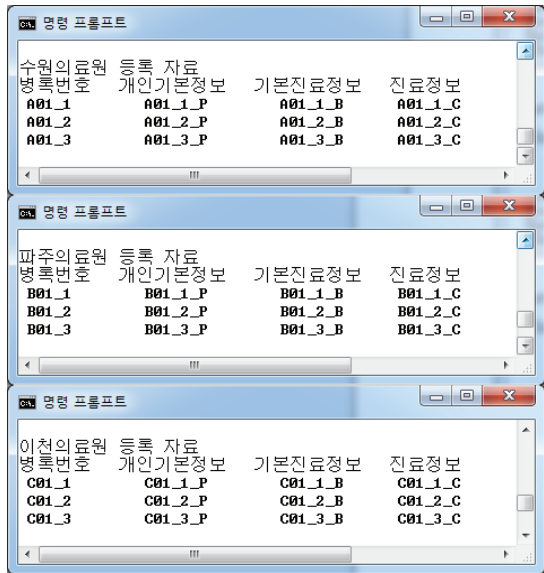 명령 프롬프트
수원의료원 등록 자료
병록번호 개인기본정보 기본진료정보 진료정보
A01_1 A01_1_P A01_1_B A01_1_C
A01_2 A01_2_P A01_2_B A01_2_C
A01_3 A01_3_P A01_3_B A01_3_C
명령 프롬프트
파주의료원 등록 자료
병록번호 개인기본정보 기본진료정보 진료정보
B01_1 B01_1_P B01_1_B B01_1_C
B01_2 B01_2_P B01_2_B B01_2_C
B01_3 B01_3_P B01_3_B B01_3_C
명령 프롬프트
이천의료원 등록 자료
병록번호 개인기본정보 기본진료정보 진료정보
C01_1 C01_1_P C01_1_B C01_1_C
C01_2 C01_2_P C01_2_B C01_2_C
C01_3 C01_3_P C01_3_B C01_3_C